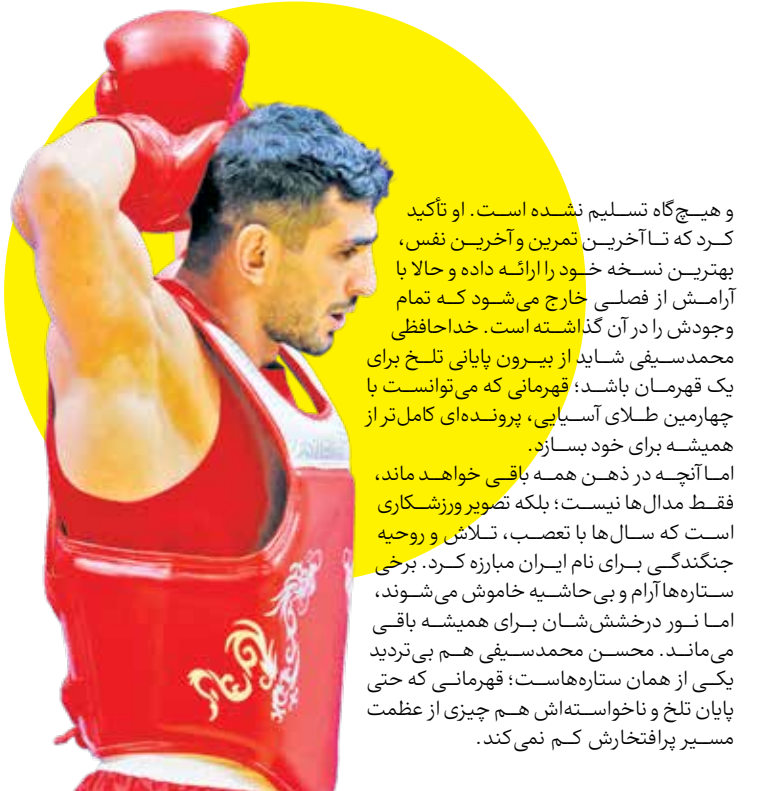 و هیچ‌گاه تسلیم نشده است. او تأکید
کرد که تا آخرین تمرین و آخرین نفس،
بهترین نسخه خود را ارائه داده و حالا با
آرامش از فصلی خارج می‌شود که تمام
وجودش را در آن گذاشته است. خداحافظی
محمدسیفی شاید از بیرون پایانی تلخ برای
یک قهرمان باشد؛ قهرمانی که می‌توانست با
چهارمین طلای آسیایی، پرونده‌ای کامل‌تر از
همیشه برای خود بسازد.
اما آنچه در ذهن همه باقی خواهد ماند،
فقط مدال‌ها نیست؛ بلکه تصویر ورزشکاری
است که سال‌ها با تعصب، تلاش و روحیه
جنگندگی برای نام ایران مبارزه کرد. برخی
ستاره‌ها آرام و بی‌حاشیه خاموش می‌شوند،
اما نور درخشش‌شان برای همیشه باقی
می‌ماند. محسن محمدسیفی هم بی‌تردید
یکی از همان ستاره‌هاست؛ قهرمانی که حتی
پایان تلخ و ناخواسته‌اش هم چیزی از عظمت
مسیر پرافتخارش کم نمی‌کند.